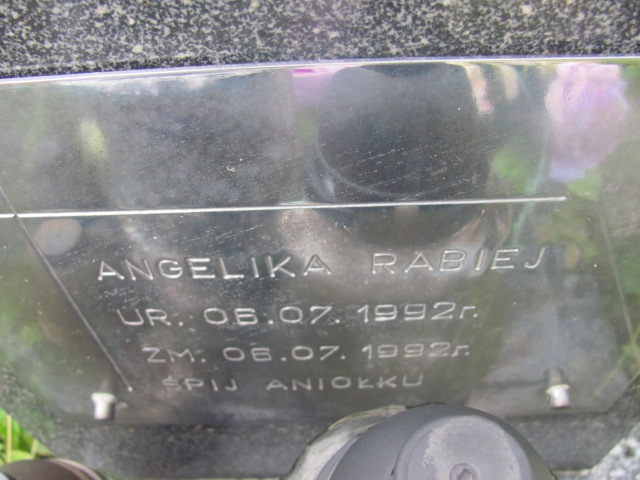 ANGELIKA RABIEJ
UR. 06.07.1992r.
ZM. 06.07.1992r.
ŚPIJ ANIOŁKU